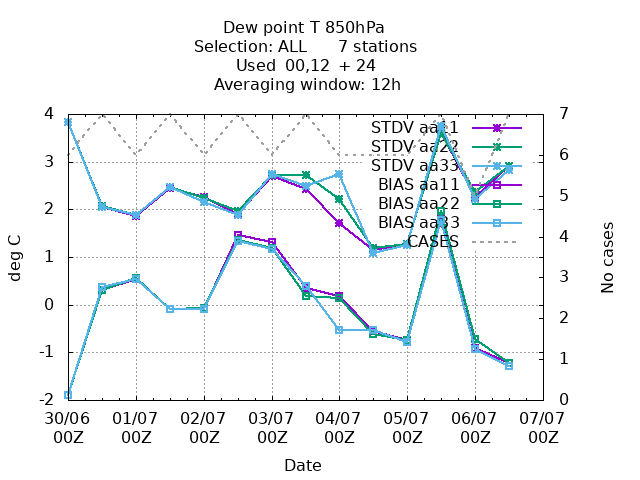 Dew point T 850hPa
Selection: ALL 7 stations
Used 00,12 + 24
Averaging window: 12h
STDV aa11
STDV aa22
STDV aa33
BIAS aa11
BIAS aa22
BIAS aa33
CASES
4
3
2
1
0
-1
-2
deg C
7
6
5
4
3
2
1
0
No cases
30/06 01/07 02/07 03/07 04/07 05/07 06/07 07/07
00Z 00Z 00Z 00Z 00Z 00Z 00Z 00Z
Date